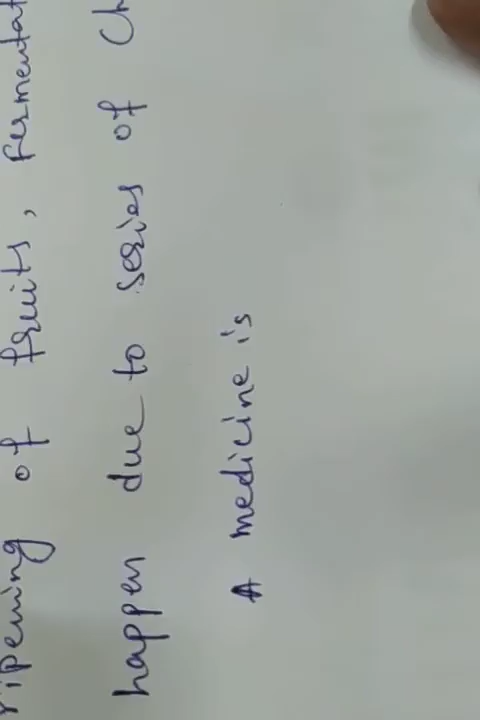 ripening of fruits, fermentat
happen due to series of Ch
A medicine is